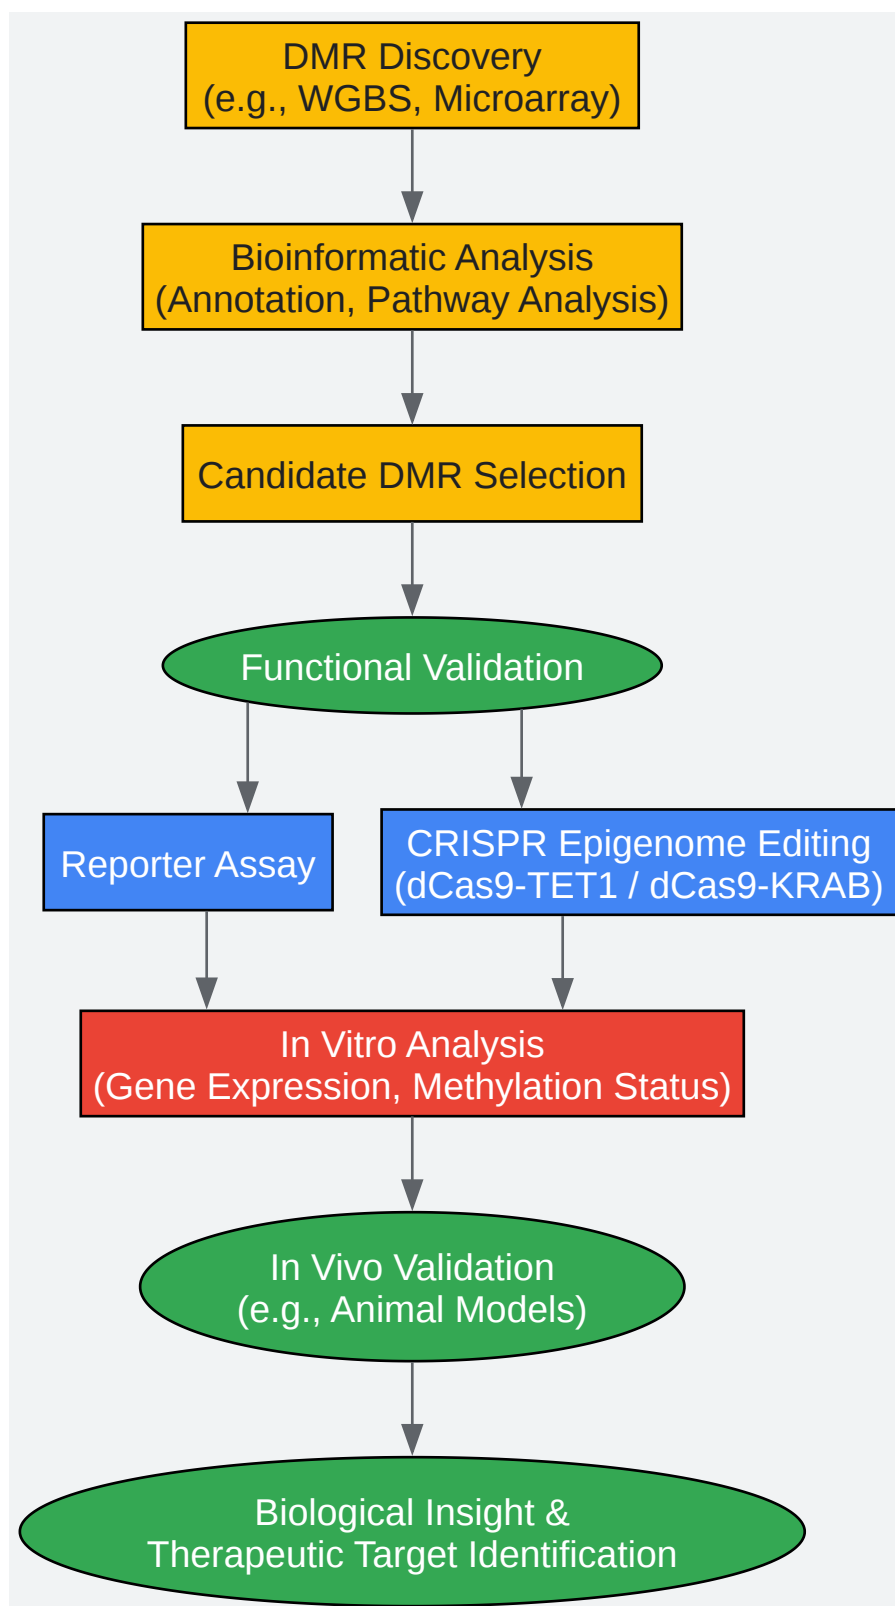 DMR Discovery
(e.g., WGBS, Microarray)
Bioinformatic Analysis
(Annotation, Pathway Analysis)
Candidate DMR Selection
Functional Validation
Reporter Assay
CRISPR Epigenome Editing
(dCas9-TET1 / dCas9-KRAB)
In Vitro Analysis
(Gene Expression, Methylation Status)
In Vivo Validation
(e.g., Animal Models)
Biological Insight &
Therapeutic Target Identification